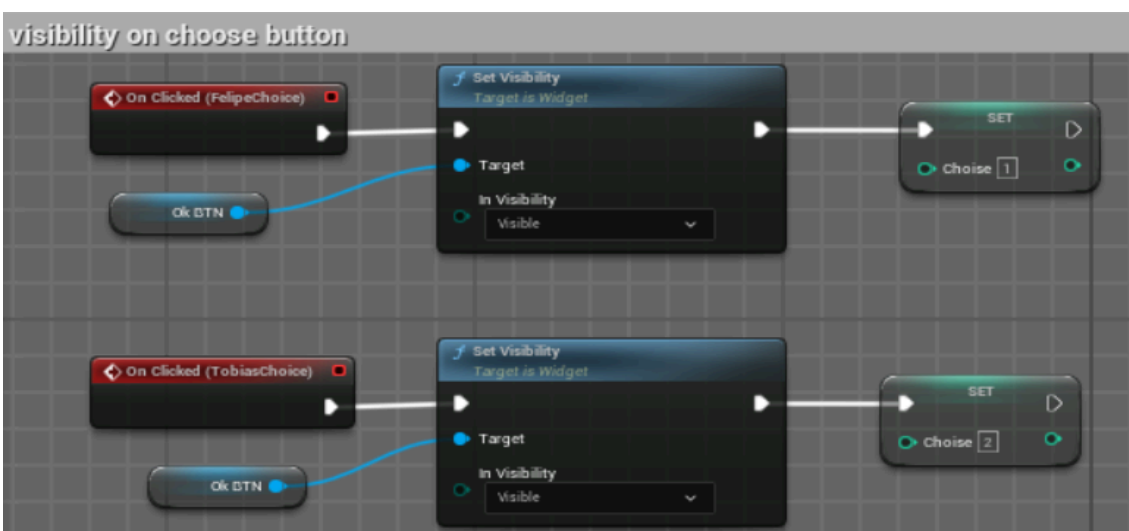 visibility on choose button
On Clicked (FelipeChoice)
f Set Visibility
Target is Widget
SET
Target
Choise 1
In Visibility
Ok BTN
Visible
On Clicked (TobiasChoice)
f Set Visibility
Target is Widget
SET
Target
Choise 2
In Visibility
Ok BTN
Visible